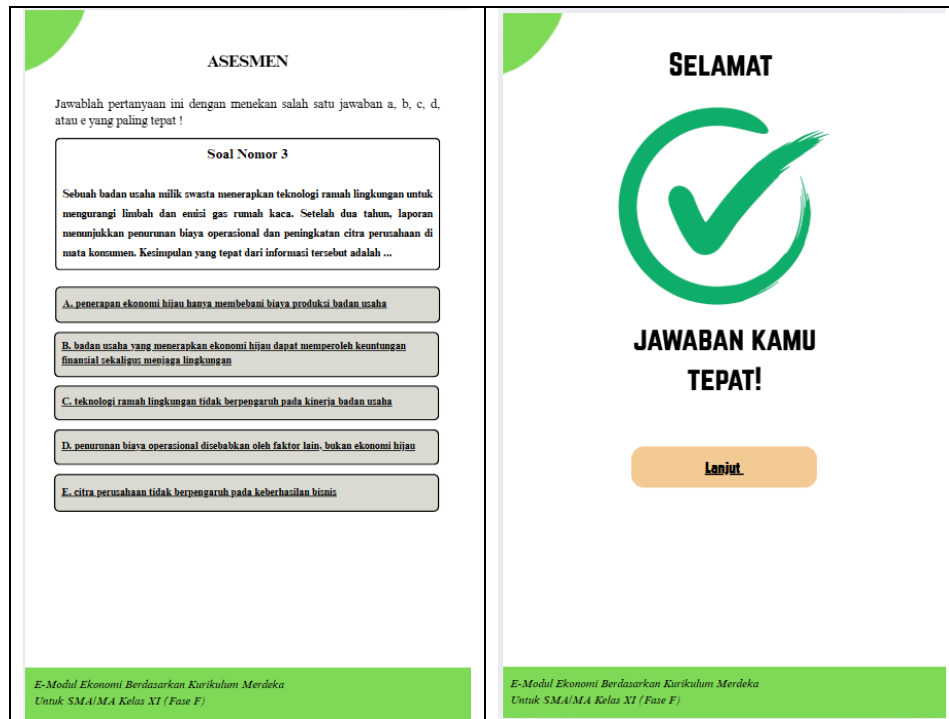 ASESMEN
Jawablah pertanyaan ini dengan menekan salah satu jawaban a, b, c, d,
atau e yang paling tepat !
Soal Nomor 3
Sebuah badan usaha milik swasta menerapkan teknologi ramah lingkungan untuk
mengurangi limbah dan emisi gas rumah kaca. Setelah dua tahun, laporan
menunjukkan penurunan biaya operasional dan peningkatan citra perusahaan di
mata konsumen. Kesimpulan yang tepat dari informasi tersebut adalah ...
A. penerapan ekonomi hijau hanya membebani biaya produksi badan usaha
B. badan usaha yang menerapkan ekonomi hijau dapat memperoleh keuntungan
finansial sekaligus menjaga lingkungan
C. teknologi ramah lingkungan tidak berpengaruh pada kinerja badan usaha
D. penurunan biaya operasional disebabkan oleh faktor lain, bukan ekonomi hijau
E. citra perusahaan tidak berpengaruh pada keberhasilan bisnis
E-Modul Ekonomi Berdasarkan Kurikulum Merdeka
Untuk SMA/MA Kelas XI (Fase F)
SELAMAT
JAWABAN KAMU
TEPAT!
Lanjut
E-Modul Ekonomi Berdasarkan Kurikulum Merdeka
Untuk SMA/MA Kelas XI (Fase F)